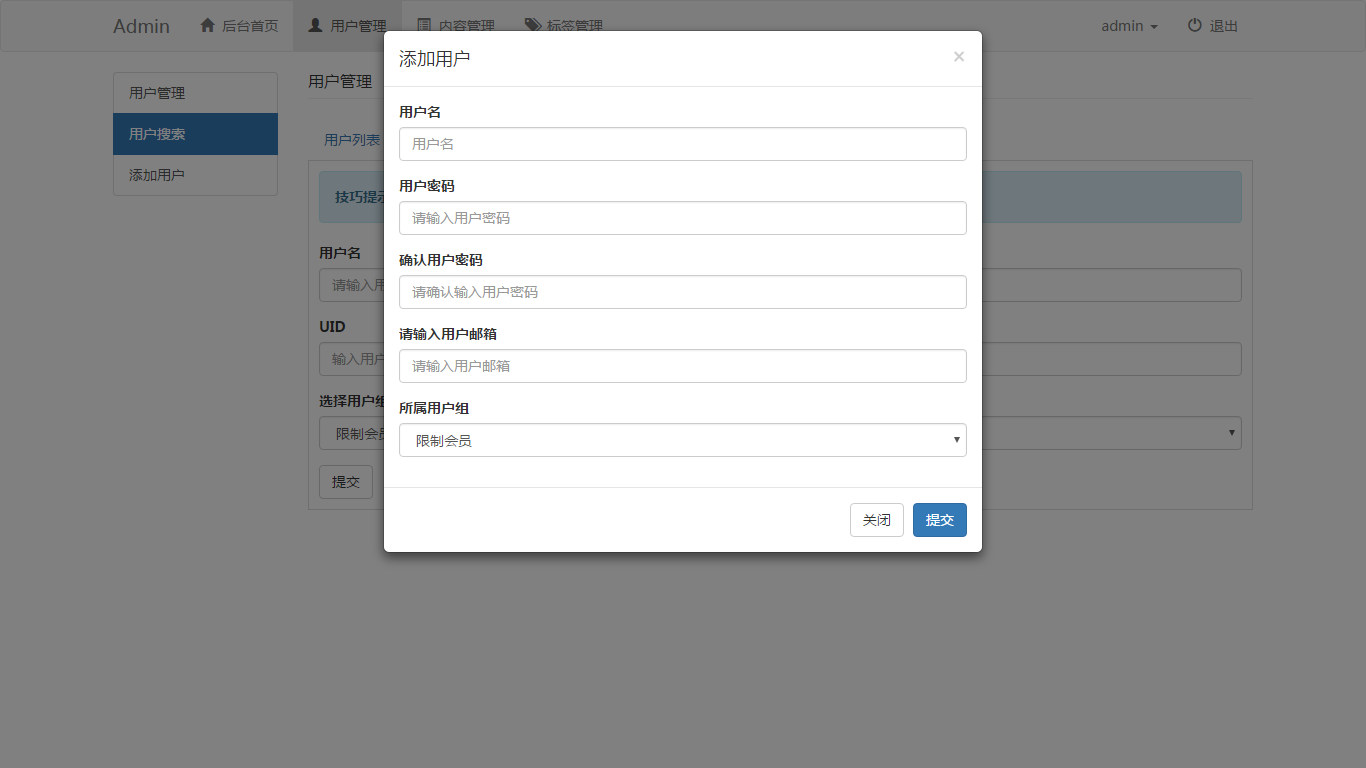 Admin 后台首页 用户管理 内容管理 标签管理 admin 退出
用户管理
用户搜索
添加用户
用户管理
用户列表
技巧提示
用户名
请输入用
UID
输入用户
选择用户组
限制会员
提交
添加用户 ×
用户名
用户名
用户密码
请输入用户密码
确认用户密码
请确认输入用户密码
请输入用户邮箱
请输入用户邮箱
所属用户组
限制会员
关闭 提交